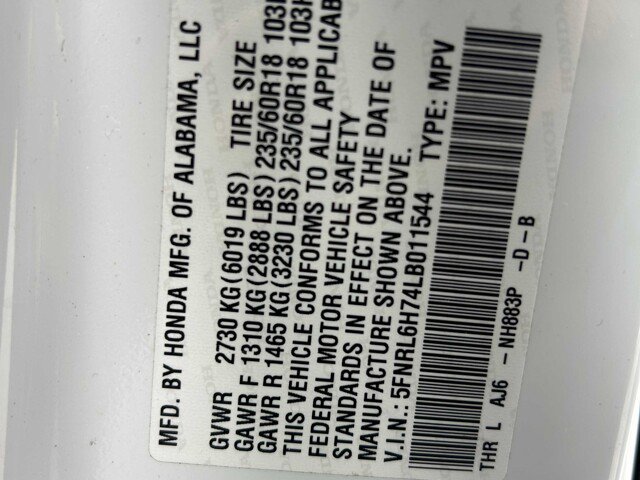 MFD. BY HONDA MFG. OF ALABAMA, LLC
GVWR 2730 KG (6019 LBS) TIRE SIZE
GAWR F 1310 KG (2888 LBS) 235/60R18 103
GAWR R 1465 KG (3230 LBS) 235/60R18 103H
THIS VEHICLE CONFORMS TO ALL APPLICAB
FEDERAL MOTOR VEHICLE SAFETY
STANDARDS IN EFFECT ON THE DATE OF
MANUFACTURE SHOWN ABOVE.
V.I.N.: 5FNRL6H74LB011544 TYPE: MPV
THR L AJ6 - NH883P -D-B